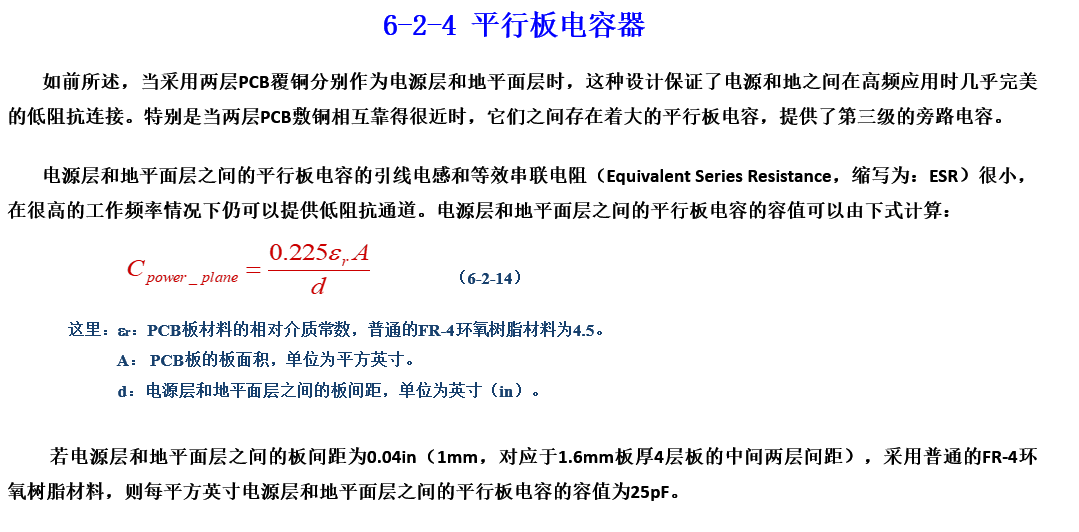 6-2-4 平行板电容器
如前所述，当采用两层PCB覆铜分别作为电源层和地平面层时，这种设计保证了电源和地之间在高频应用时几乎完美
的低阻抗连接。特别是当两层PCB敷铜相互靠得很近时，它们之间存在着大的平行板电容，提供了第三级的旁路电容。
电源层和地平面层之间的平行板电容的引线电感和等效串联电阻（Equivalent Series Resistance，缩写为：ESR）很小，
在很高的工作频率情况下仍可以提供低阻抗通道。电源层和地平面层之间的平行板电容的容值可以由下式计算：
C_{power\_plane} = \frac{0.225ε_r A}{d} （6-2-14）
这里：εr：PCB板材料的相对介质常数，普通的FR-4环氧树脂材料为4.5。
A： PCB板的板面积，单位为平方英寸。
d：电源层和地平面层之间的板间距，单位为英寸（in）。
若电源层和地平面层之间的板间距为0.04in（1mm，对应于1.6mm板厚4层板的中间两层间距），采用普通的FR-4环
氧树脂材料，则每平方英寸电源层和地平面层之间的平行板电容的容值为25pF。